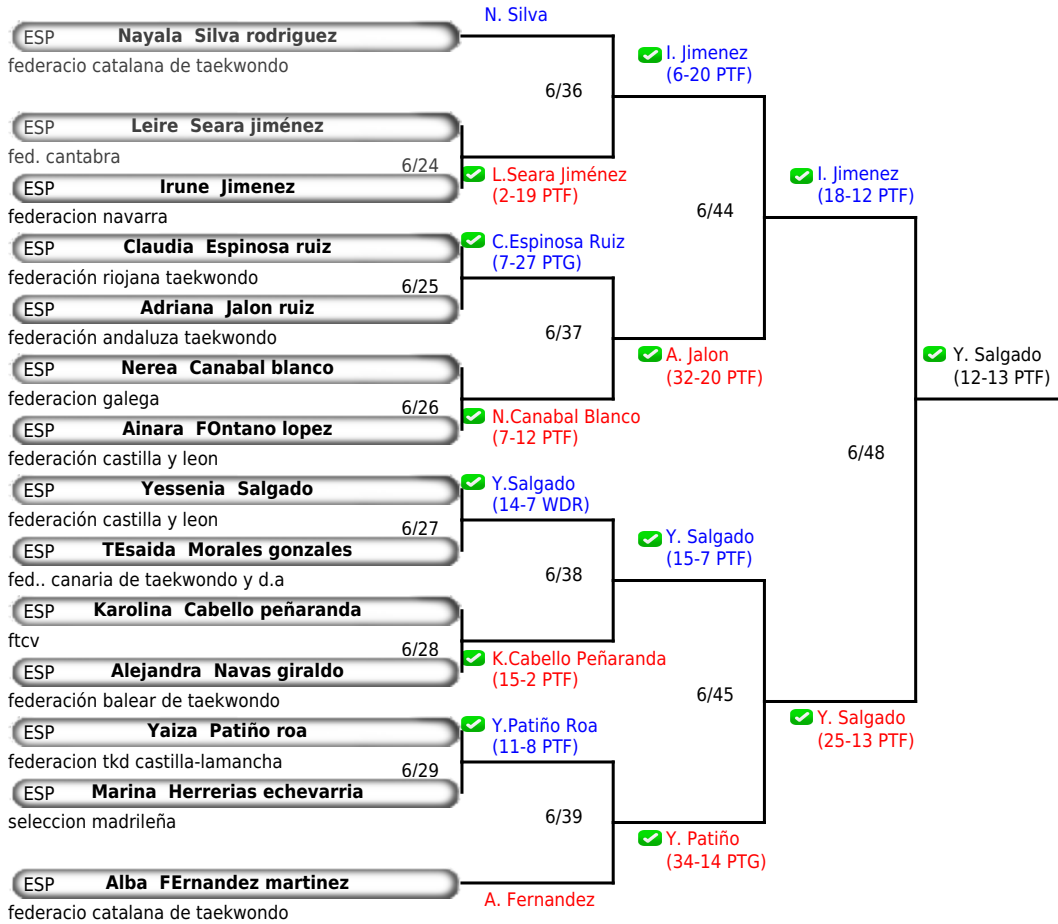 N. Silva
ESP Nayala Silva rodriguez
federacio catalana de taekwondo
I. Jimenez
(6-20 PTF)
6/36
ESP Leire Seara jiménez
fed. cantabra
6/24
L.Seara Jiménez
(2-19 PTF)
I. Jimenez
(18-12 PTF)
ESP Irune Jimenez
federacion navarra
6/44
ESP Claudia Espinosa ruiz
C.Espinosa Ruiz
(7-27 PTG)
federación riojana taekwondo
6/25
ESP Adriana Jalon ruiz
federación andaluza taekwondo
6/37
A. Jalon
(32-20 PTF)
Y. Salgado
(12-13 PTF)
ESP Nerea Canabal blanco
federacion galega
6/26
N.Canabal Blanco
(7-12 PTF)
ESP Ainara FOntano lopez
federación castilla y leon
6/48
ESP Yessenia Salgado
Y.Salgado
(14-7 WDR)
federación castilla y leon
6/27
ESP TEsaida Morales gonzales
fed.. canaria de taekwondo y d.a
Y. Salgado
(15-7 PTF)
6/38
ESP Karolina Cabello peñaranda
ftcv
6/28
K.Cabello Peñaranda
(15-2 PTF)
ESP Alejandra Navas giraldo
federación balear de taekwondo
6/45
Y. Salgado
(25-13 PTF)
ESP Yaiza Patiño roa
Y.Patiño Roa
(11-8 PTF)
federacion tkd castilla-lamancha
6/29
ESP Marina Herrerias echevarria
seleccion madrileña
6/39
Y. Patiño
(34-14 PTG)
ESP Alba FErnandez martinez
A. Fernandez
federacio catalana de taekwondo